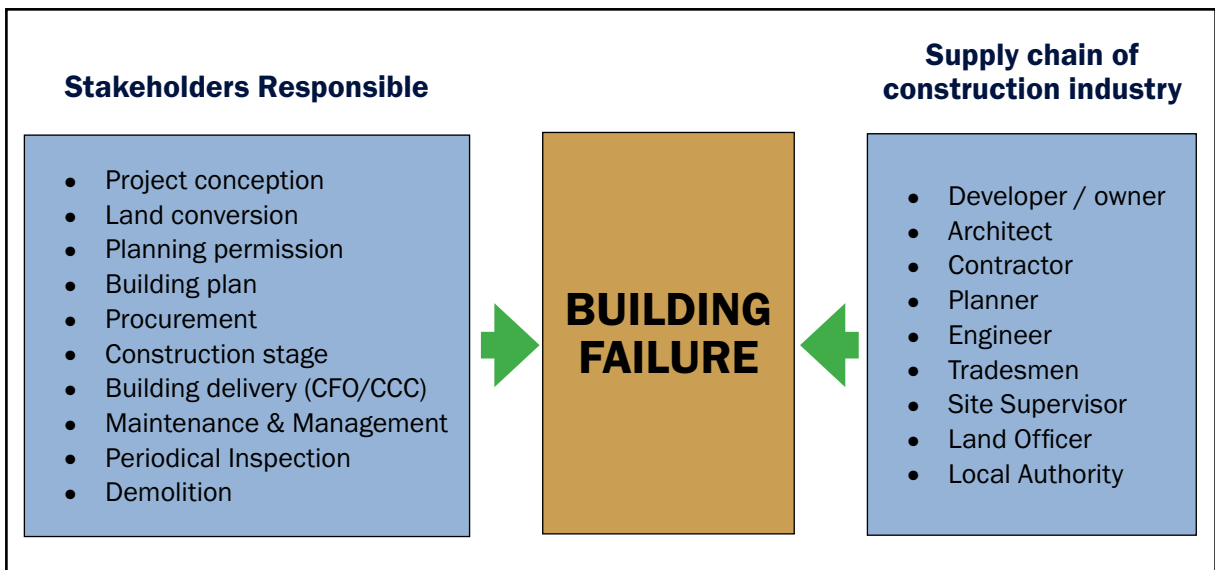 Stakeholders Responsible
• Project conception
• Land conversion
• Planning permission
• Building plan
• Procurement
• Construction stage
• Building delivery (CFO/CCC)
• Maintenance & Management
• Periodical Inspection
• Demolition
BUILDING
FAILURE
Supply chain of
construction industry
• Developer / owner
• Architect
• Contractor
• Planner
• Engineer
• Tradesmen
• Site Supervisor
• Land Officer
• Local Authority